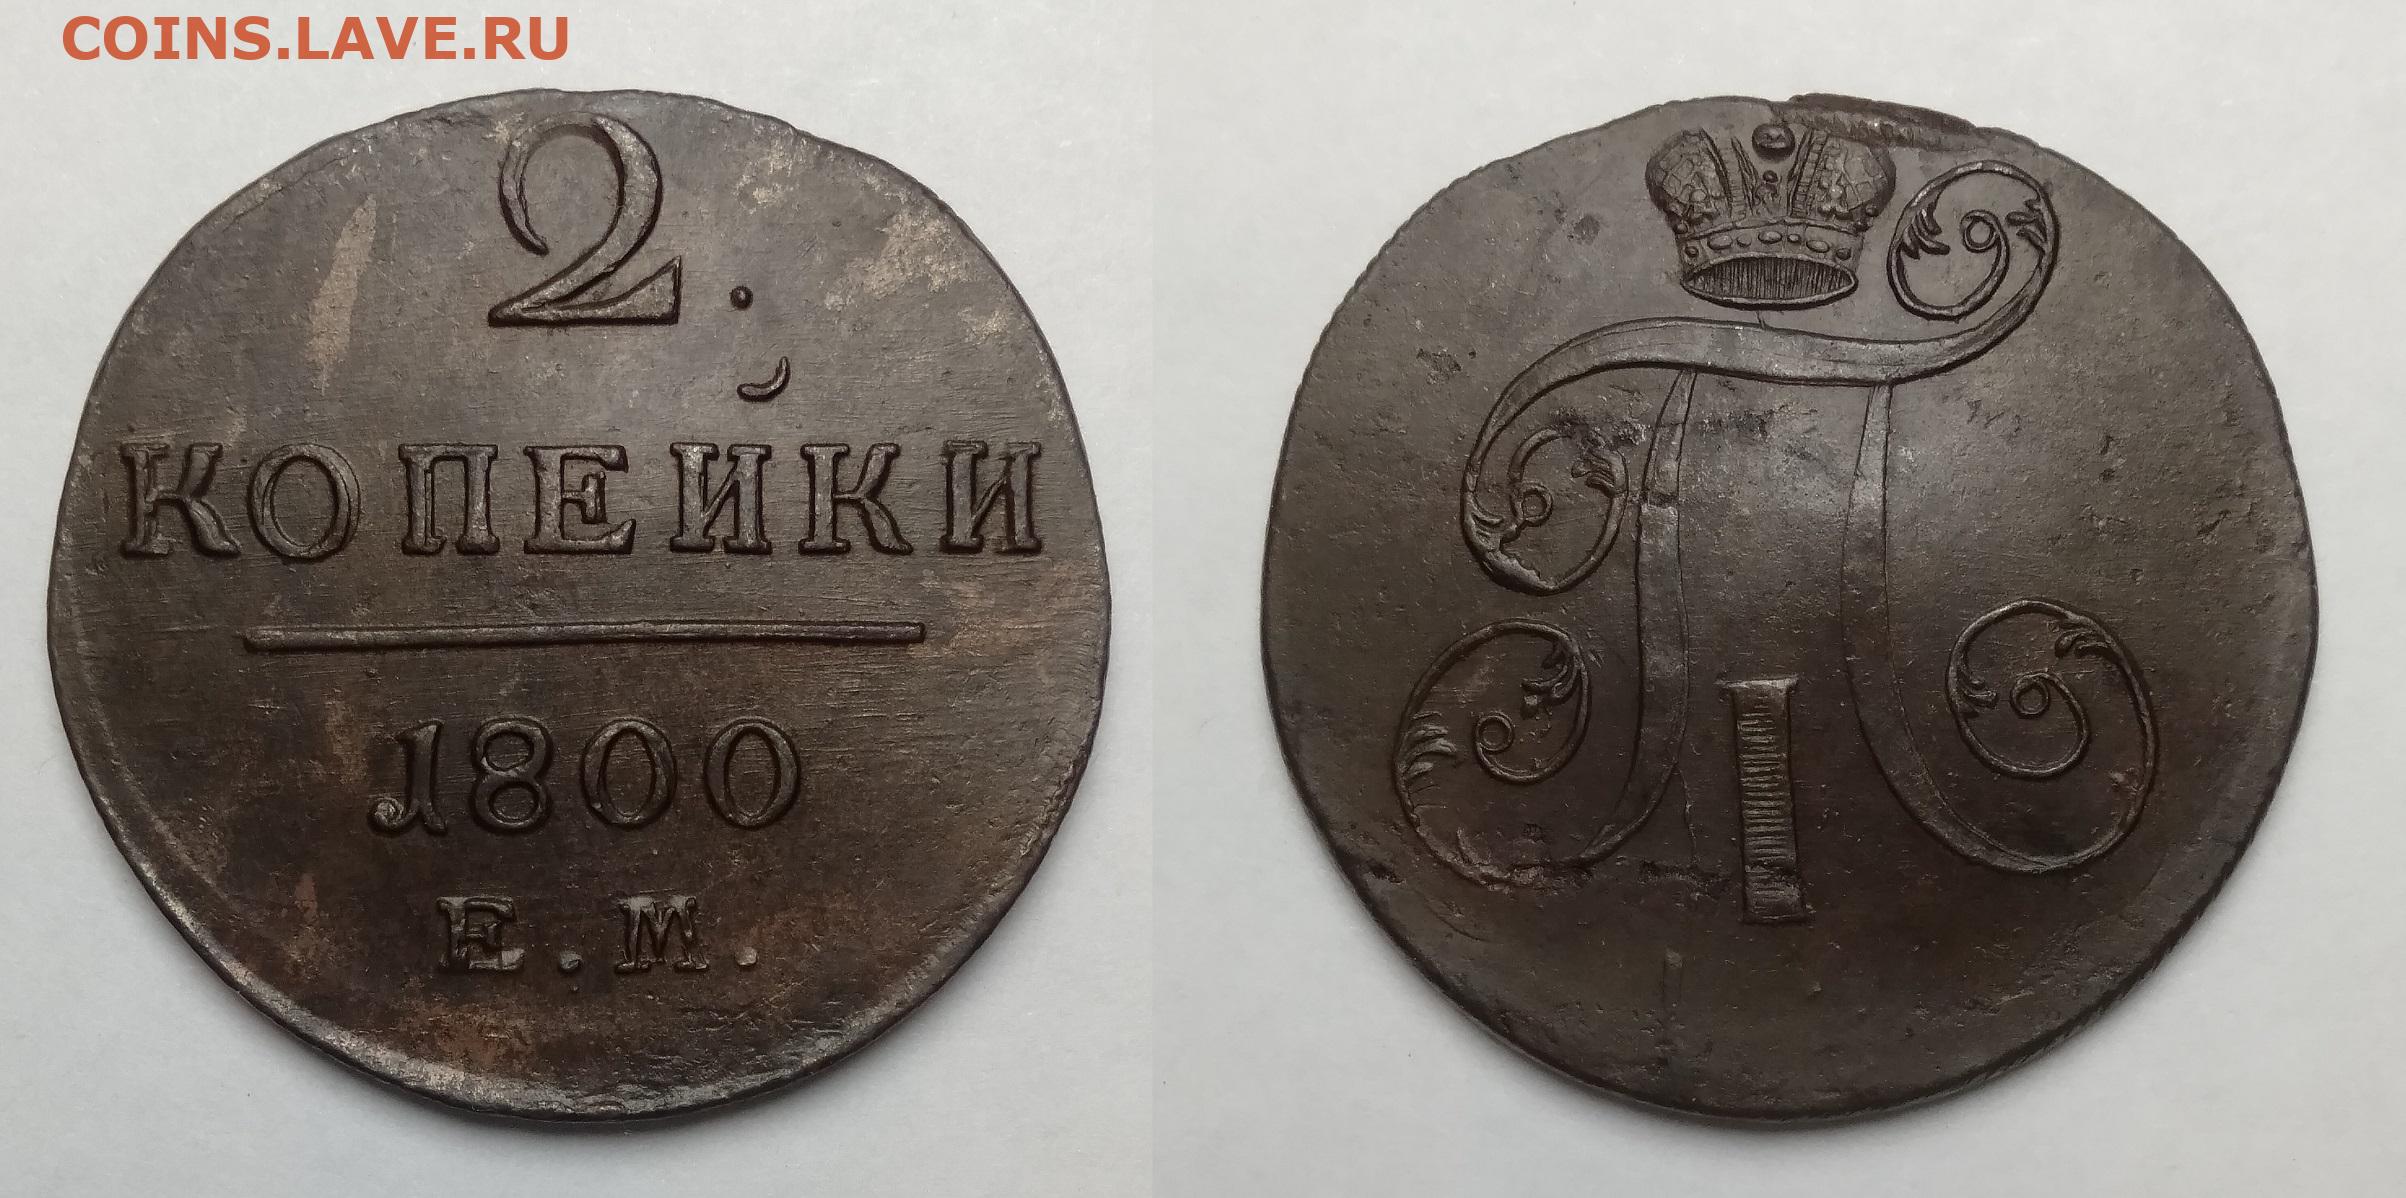 COINS.LAVE.RU
2.
КОПЕЙКИ
1800
Е.М.
П
I